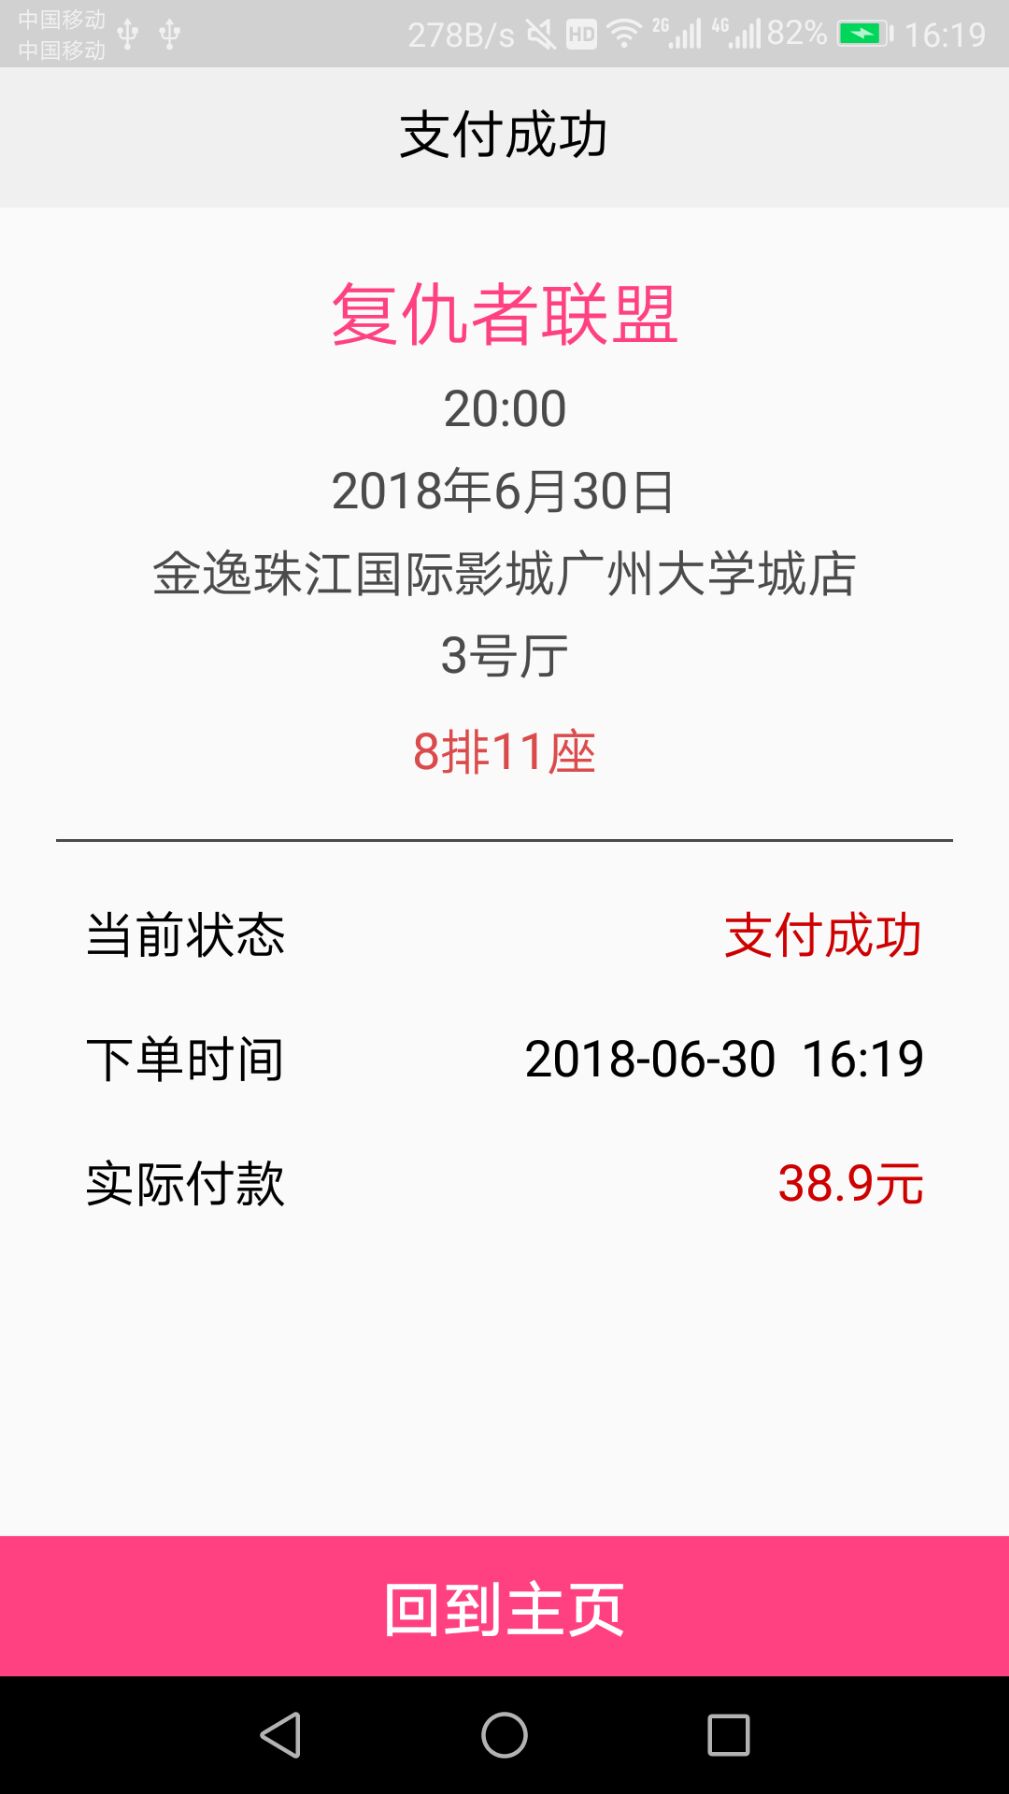 中国移动
中国移动
278B/s HD 2G 4G 82% 16:19
支付成功
复仇者联盟
20:00
2018年6月30日
金逸珠江国际影城广州大学城店
3号厅
8排11座
当前状态 支付成功
下单时间 2018-06-30 16:19
实际付款 38.9元
回到主页